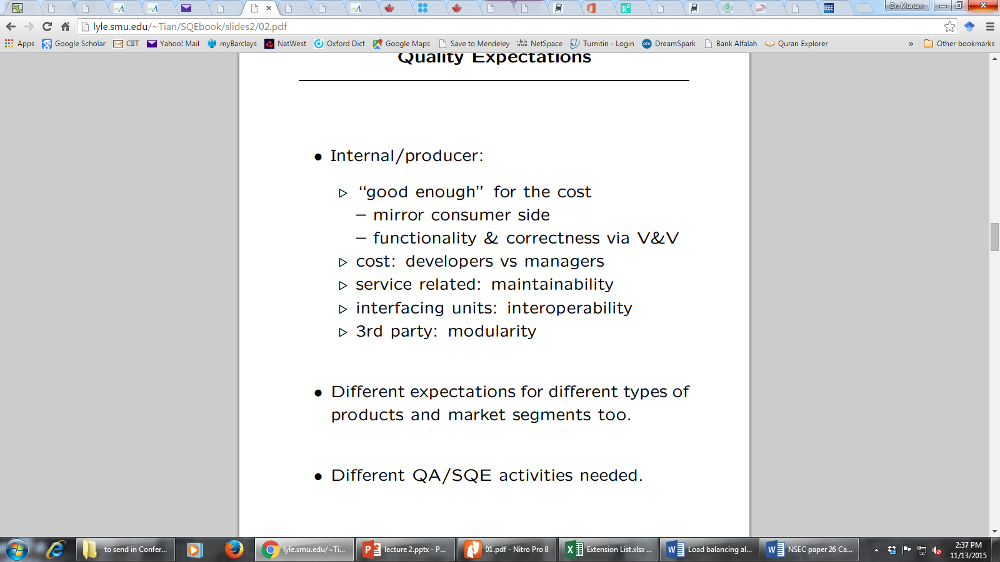 Dr. Munam
lyle.smu.edu/~Tian/SQEbook/slides2/02.pdf
Apps Google Scholar CIIT Yahoo! Mail myBarclays NatWest Oxford Dict Google Maps Save to Mendeley NetSpace Turnitin - Login DreamSpark Bank Alfalah Quran Explorer » Other bookmarks
Quality Expectations
• Internal/producer:
▷ “good enough” for the cost
– mirror consumer side
– functionality & correctness via V&V
▷ cost: developers vs managers
▷ service related: maintainability
▷ interfacing units: interoperability
▷ 3rd party: modularity
• Different expectations for different types of
products and market segments too.
• Different QA/SQE activities needed.
to send in Confer... lyle.smu.edu/~Ti... lecture 2.pptx - P... 01.pdf - Nitro Pro 8 Extension List.xlsx ... Load balancing al... NSEC paper 26 Ca... 2:37 PM
11/13/2015